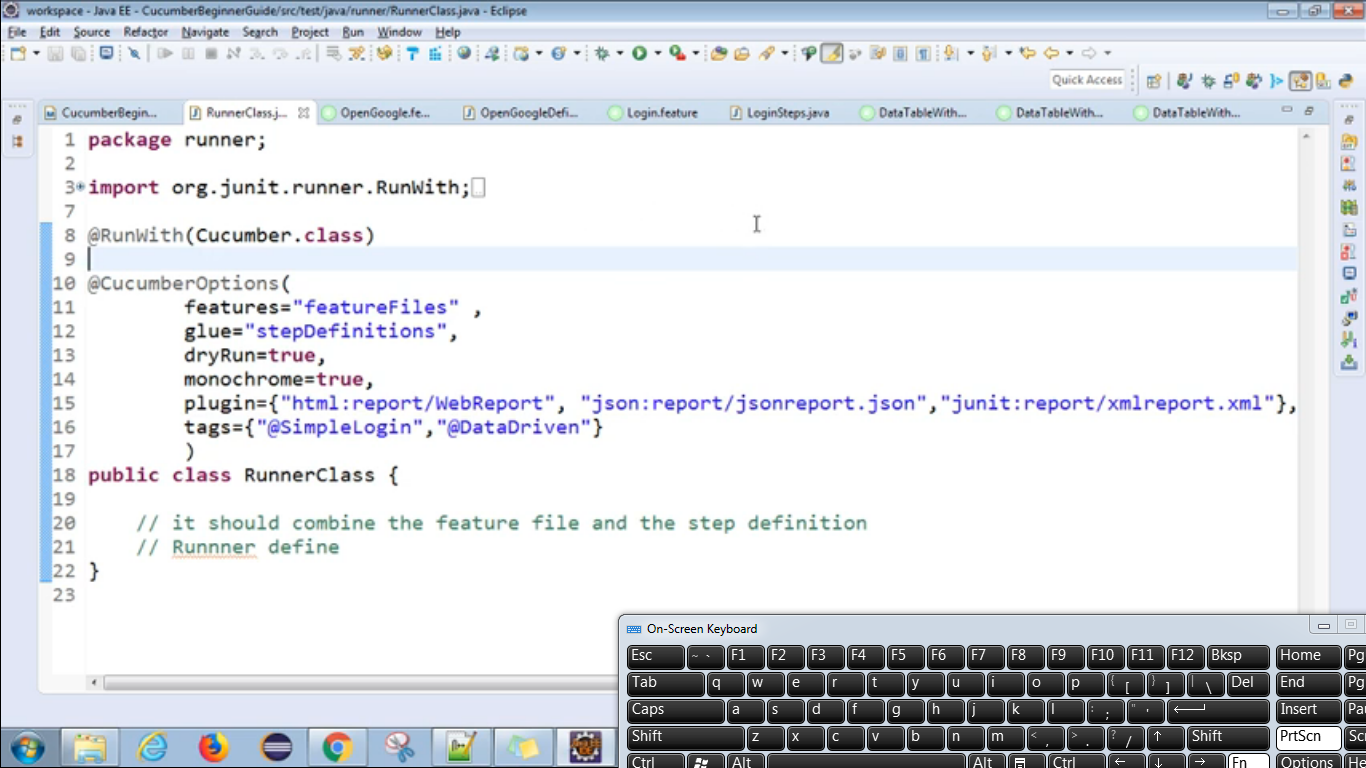 workspace - Java EE - CucumberBeginnerGuide/src/test/java/runner/RunnerClass.java - Eclipse
File Edit Source Refactor Navigate Search Project Run Window Help
Quick Access
CucumberBegin... RunnerClass.j... OpenGoogle.fe... OpenGoogleDefi... Login.feature LoginSteps.java DataTableWith... DataTableWith... DataTableWith...
1 package runner;
2
3 import org.junit.runner.RunWith;
7
8 @RunWith(Cucumber.class)
9
10 @CucumberOptions(
11 features="featureFiles" ,
12 glue="stepDefinitions",
13 dryRun=true,
14 monochrome=true,
15 plugin={"html:report/WebReport", "json:report/jsonreport.json","junit:report/xmlreport.xml"},
16 tags={"@SimpleLogin","@DataDriven"}
17 )
18 public class RunnerClass {
19
20 // it should combine the feature file and the step definition
21 // Runnner define
22 }
23
On-Screen Keyboard
Esc ~ ` F1 F2 F3 F4 F5 F6 F7 F8 F9 F10 F11 F12 Bksp Home Pg
Tab q w e r t y u i o p { [ } ] | \ Del End Pg
Caps a s d f g h j k l : ; " ' Insert Pau
Shift z x c v b n m < , > . ? / ↑ Shift PrtScn Scr
Ctrl Alt Alt Ctrl ← ↓ → Fn Options He